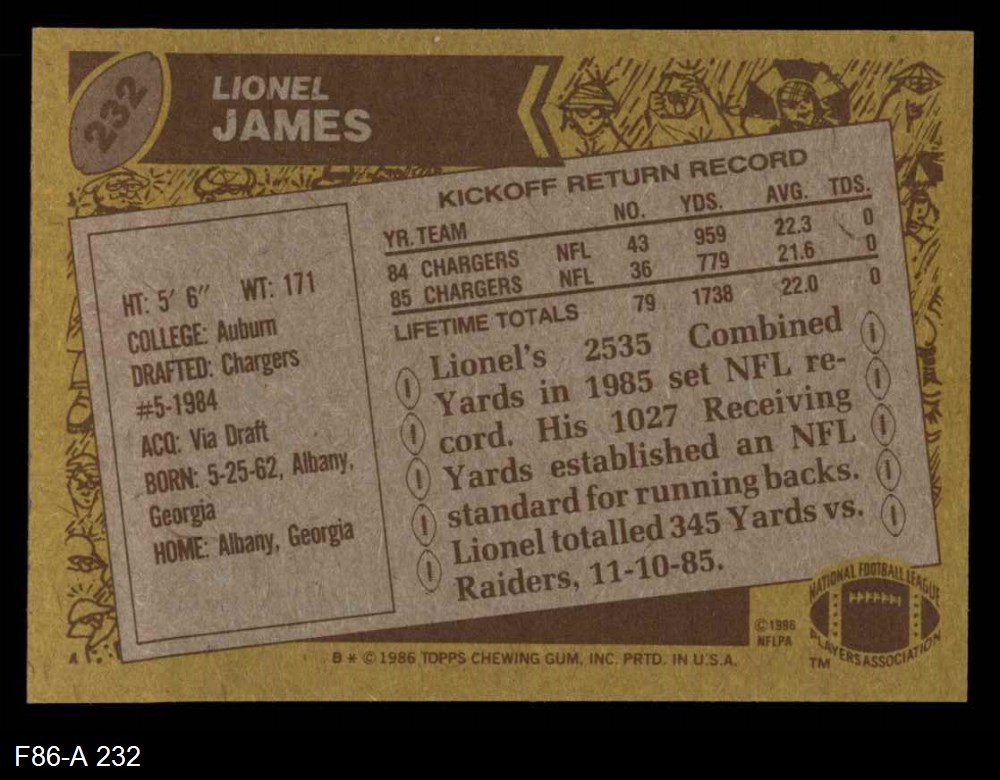 232
LIONEL
JAMES
KICKOFF RETURN RECORD
YR. TEAM NO. YDS. AVG. TDS.
84 CHARGERS NFL 43 959 22.3 0
85 CHARGERS NFL 36 779 21.6 0
LIFETIME TOTALS 79 1738 22.0 0
HT: 5′ 6″ WT: 171
COLLEGE: Auburn
DRAFTED: Chargers
#5-1984
ACQ: Via Draft
BORN: 5-25-62, Albany,
Georgia
HOME: Albany, Georgia
Lionel's 2535 Combined
Yards in 1985 set NFL re-
cord. His 1027 Receiving
Yards established an NFL
standard for running backs.
Lionel totalled 345 Yards vs.
Raiders, 11-10-85.
©1986
NFLPA
NATIONAL FOOTBALL LEAGUE
PLAYERS ASSOCIATION
TM
A
B * © 1986 TOPPS CHEWING GUM, INC. PRTD. IN U.S.A.
F86-A 232